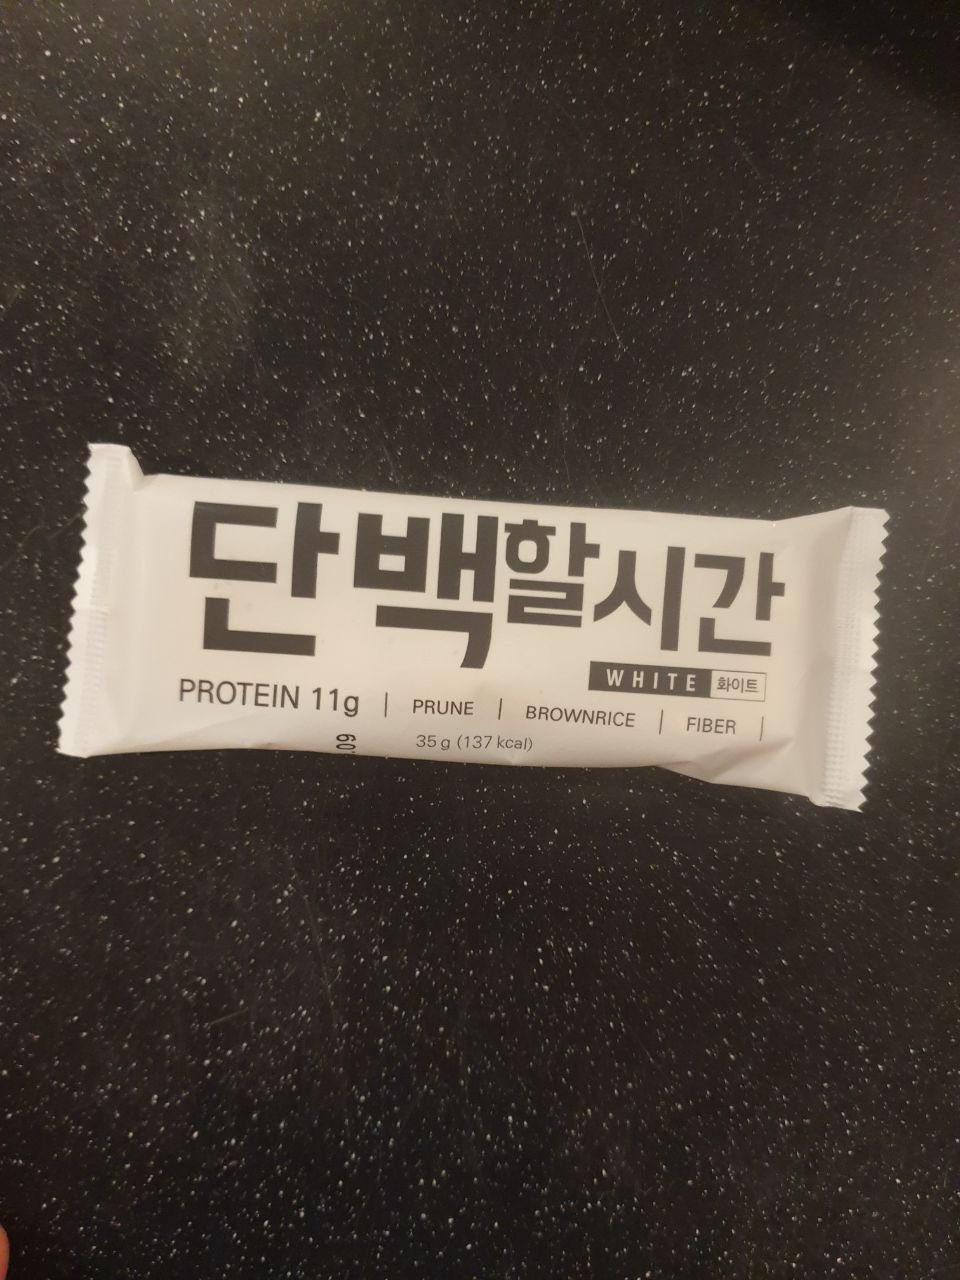 단백할시간
WHITE 화이트
PROTEIN 11g | PRUNE | BROWNRICE | FIBER |
35 g (137 kcal)